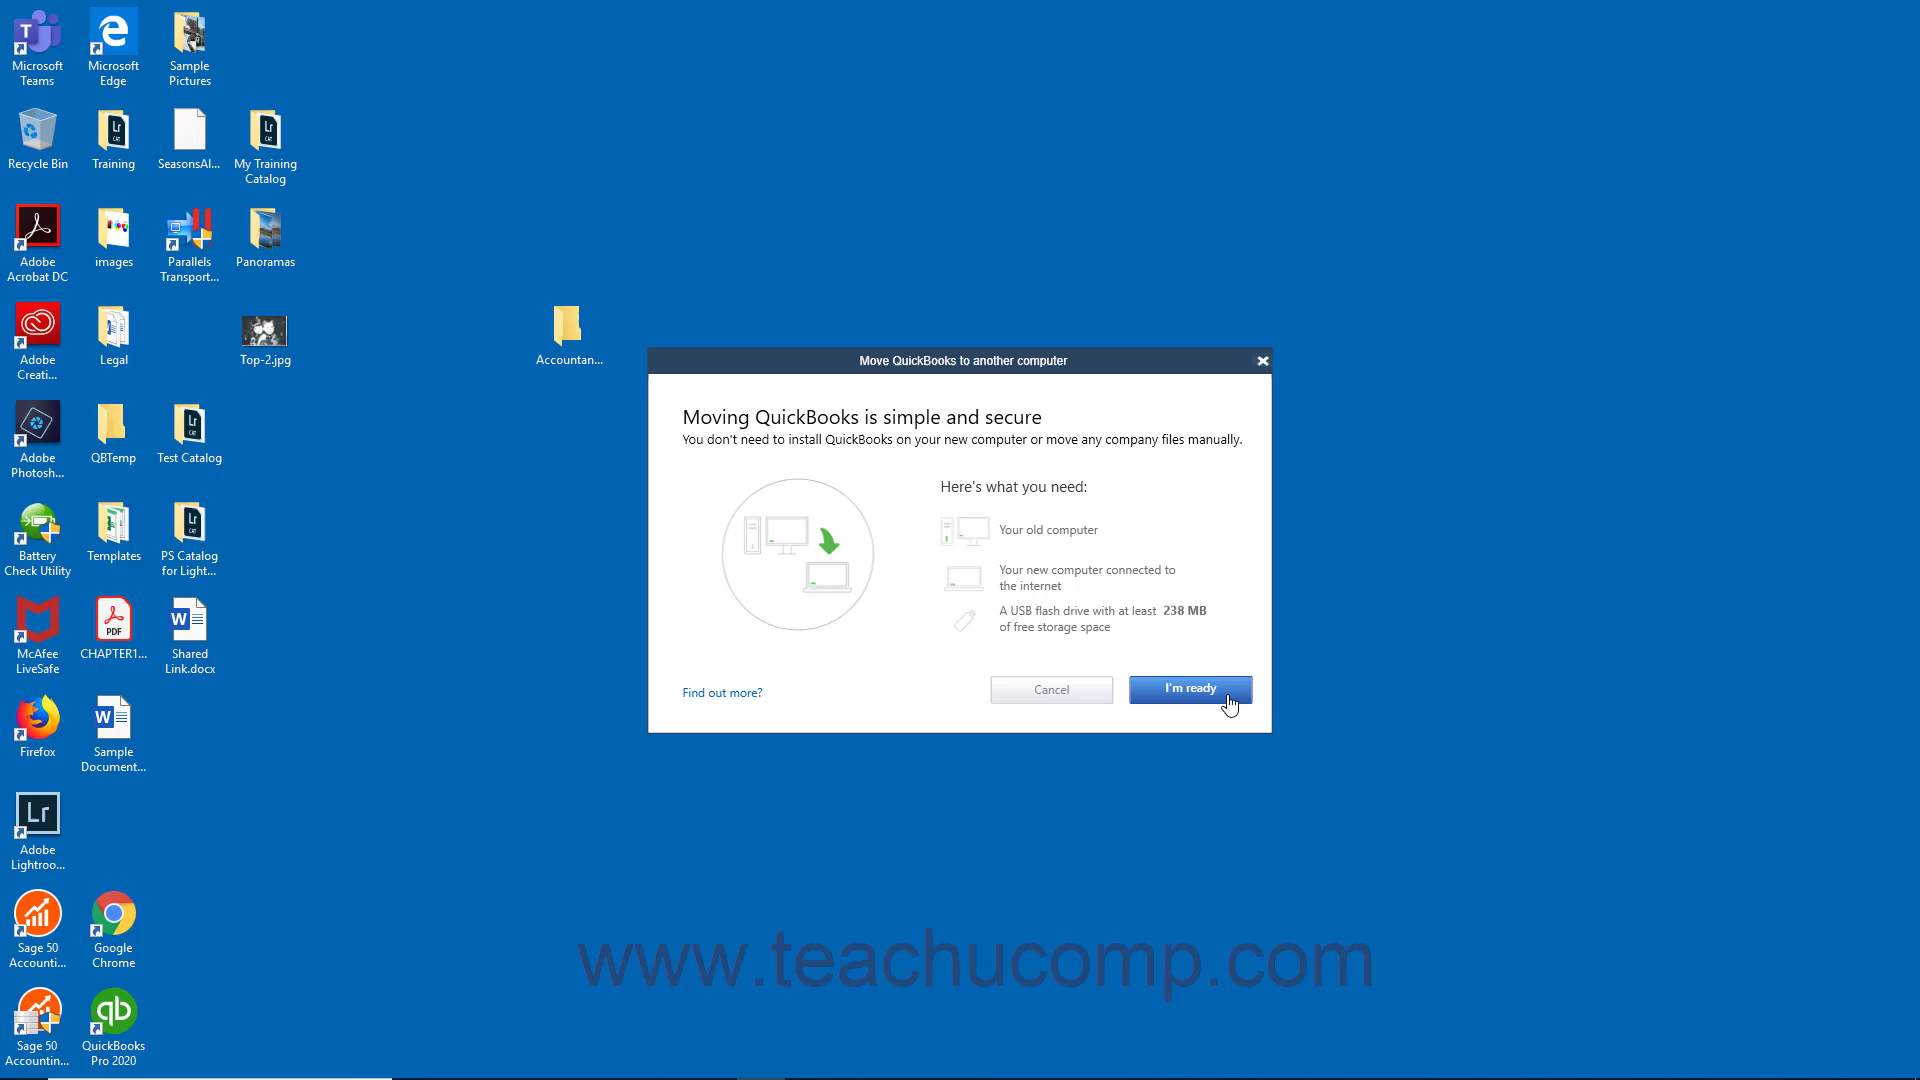 Microsoft
Teams
Microsoft
Edge
Sample
Pictures
Recycle Bin
Training
SeasonsAl...
My Training
Catalog
Adobe
Acrobat DC
images
Parallels
Transport...
Panoramas
Adobe
Creati...
Legal
Top-2.jpg
Accountan...
Adobe
Photosh...
QBTemp
Test Catalog
Battery
Check Utility
Templates
PS Catalog
for Light...
McAfee
LiveSafe
PDF
CHAPTER1...
Shared
Link.docx
Firefox
Sample
Document...
Lr
Adobe
Lightroo...
Sage 50
Accounti...
Google
Chrome
Sage 50
Accountin...
qb
QuickBooks
Pro 2020
Move QuickBooks to another computer
Moving QuickBooks is simple and secure
You don't need to install QuickBooks on your new computer or move any company files manually.
Here's what you need:
Your old computer
Your new computer connected to
the internet
A USB flash drive with at least 238 MB
of free storage space
Find out more?
Cancel
I'm ready
www.teachucomp.com